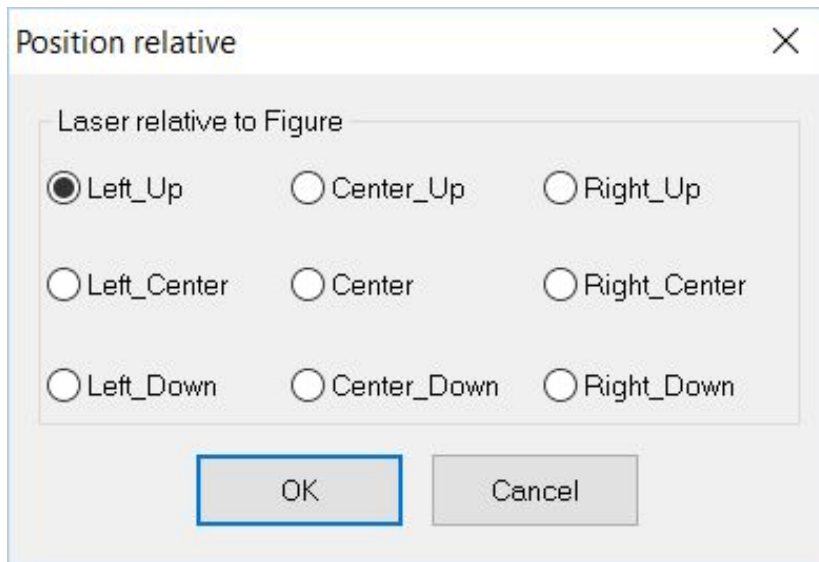 Position relative
Laser relative to Figure
Left_Up Center_Up Right_Up
Left_Center Center Right_Center
Left_Down Center_Down Right_Down
OK Cancel